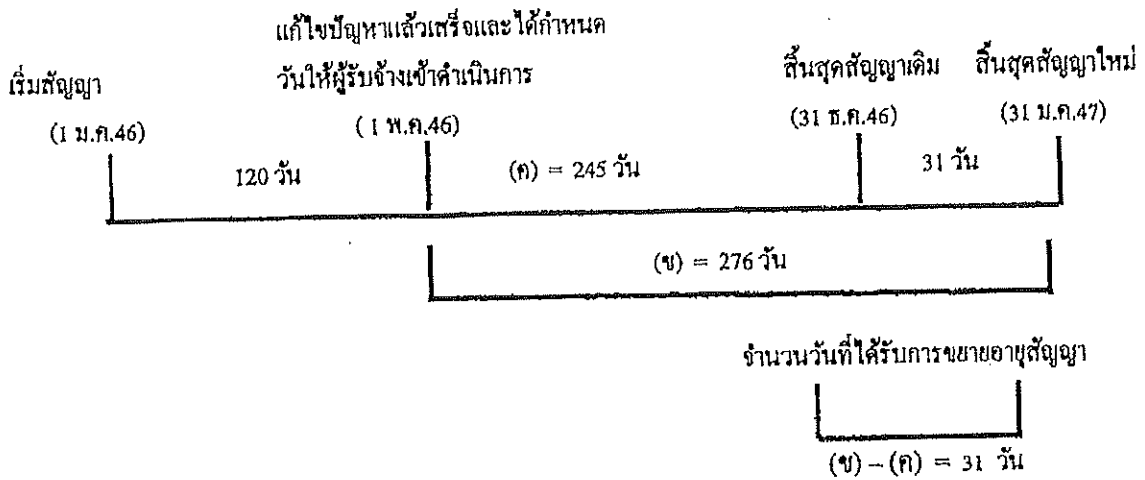 แก้ไขปัญหาแล้วเสร็จและได้กำหนด
เริ่มสัญญา วันให้ผู้รับจ้างเข้าดำเนินการ สิ้นสุดสัญญาเดิม สิ้นสุดสัญญาใหม่
(1 ม.ค.46) (1 พ.ค.46) (31 ธ.ค.46) (31 ม.ค.47)
120 วัน (ค) = 245 วัน 31 วัน
(ข) = 276 วัน
จำนวนวันที่ได้รับการขยายอายุสัญญา
(ข) – (ค) = 31 วัน